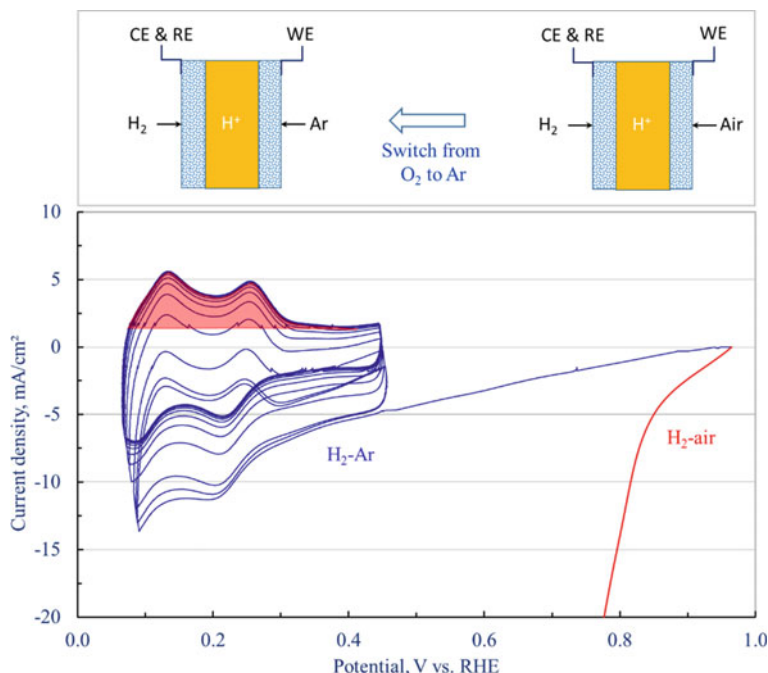 CE & RE WE CE & RE WE
H₂ H⁺ Ar H₂ H⁺ Air
Switch from
O₂ to Ar
10
5
0
-5
-10
-15
-20
Current density, mA/cm²
H₂-Ar
H₂-air
0.0 0.2 0.4 0.6 0.8 1.0
Potential, V vs. RHE